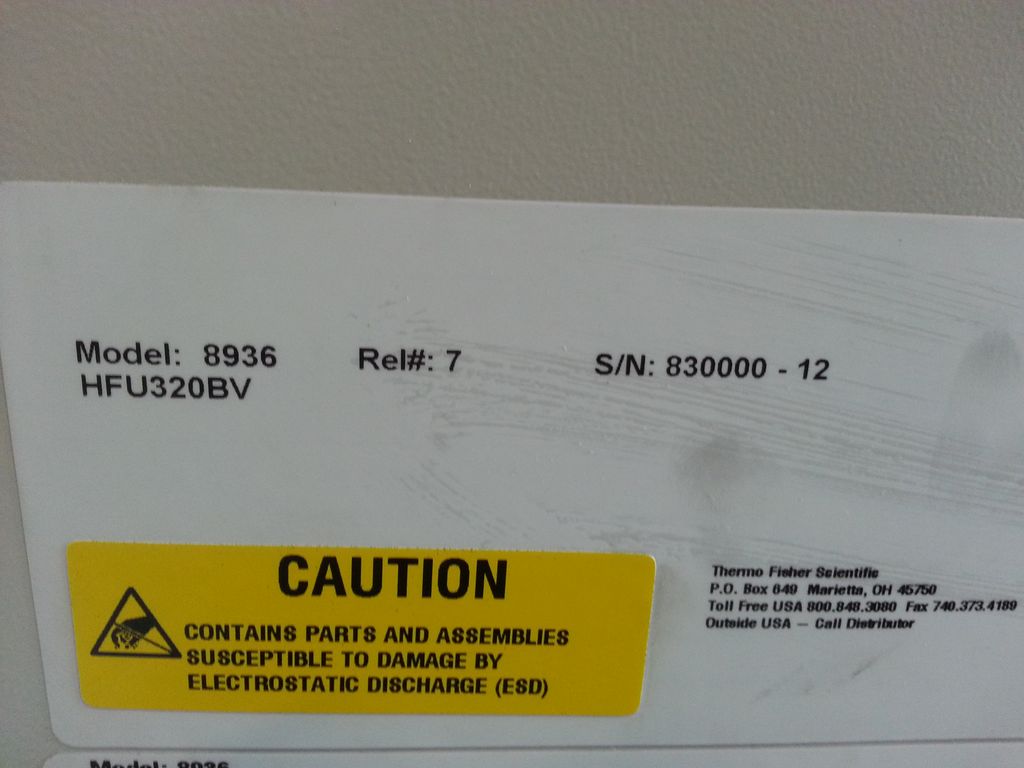 Model: 8936 Rel#: 7 S/N: 830000 - 12
HFU320BV
CAUTION
CONTAINS PARTS AND ASSEMBLIES
SUSCEPTIBLE TO DAMAGE BY
ELECTROSTATIC DISCHARGE (ESD)
Thermo Fisher Scientific
P.O. Box 649 Marietta, OH 45750
Toll Free USA 800.848.3080 Fax 740.373.4189
Outside USA — Call Distributor
Model: 8936